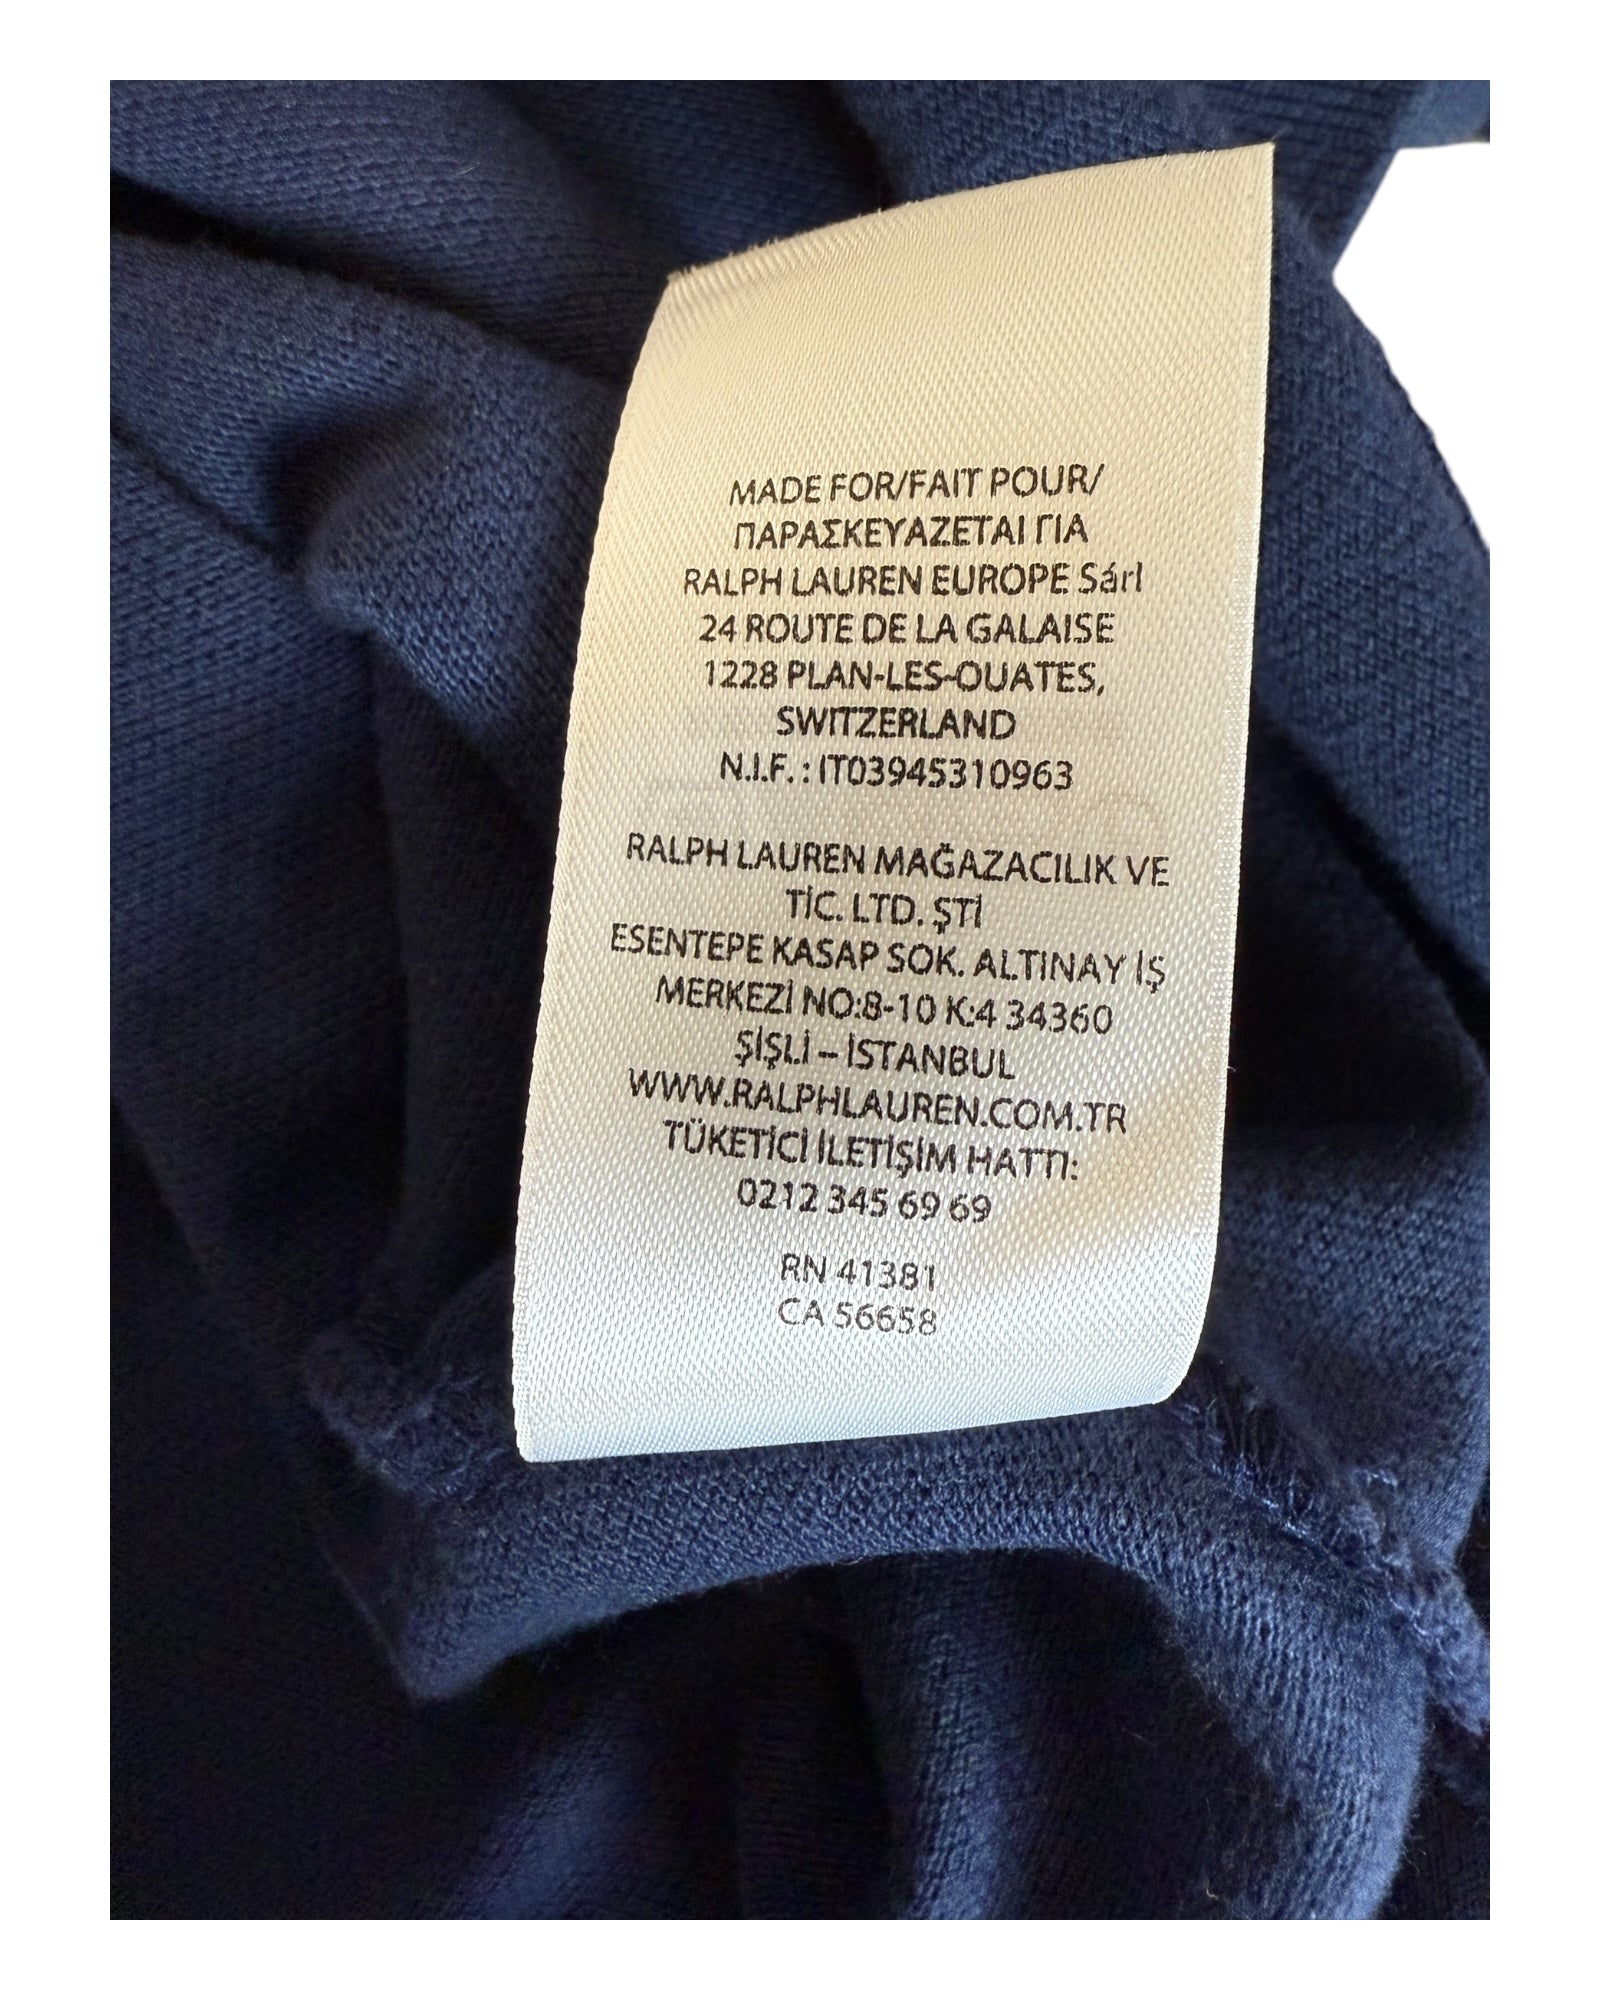 MADE FOR/FAIT POUR/
ΠΑΡΑΣΚΕΥΑΖΕΤΑΙ ΓΙΑ
RALPH LAUREN EUROPE Sárl
24 ROUTE DE LA GALAISE
1228 PLAN-LES-OUATES,
SWITZERLAND
N.I.F. : IT03945310963
RALPH LAUREN MAĞAZACILIK VE
TİC. LTD. ŞTİ
ESENTEPE KASAP SOK. ALTINAY İŞ
MERKEZİ NO:8-10 K:4 34360
ŞİŞLİ – İSTANBUL
WWW.RALPHLAUREN.COM.TR
TÜKETİCİ İLETİŞİM HATTI:
0212 345 69 69
RN 41381
CA 56658